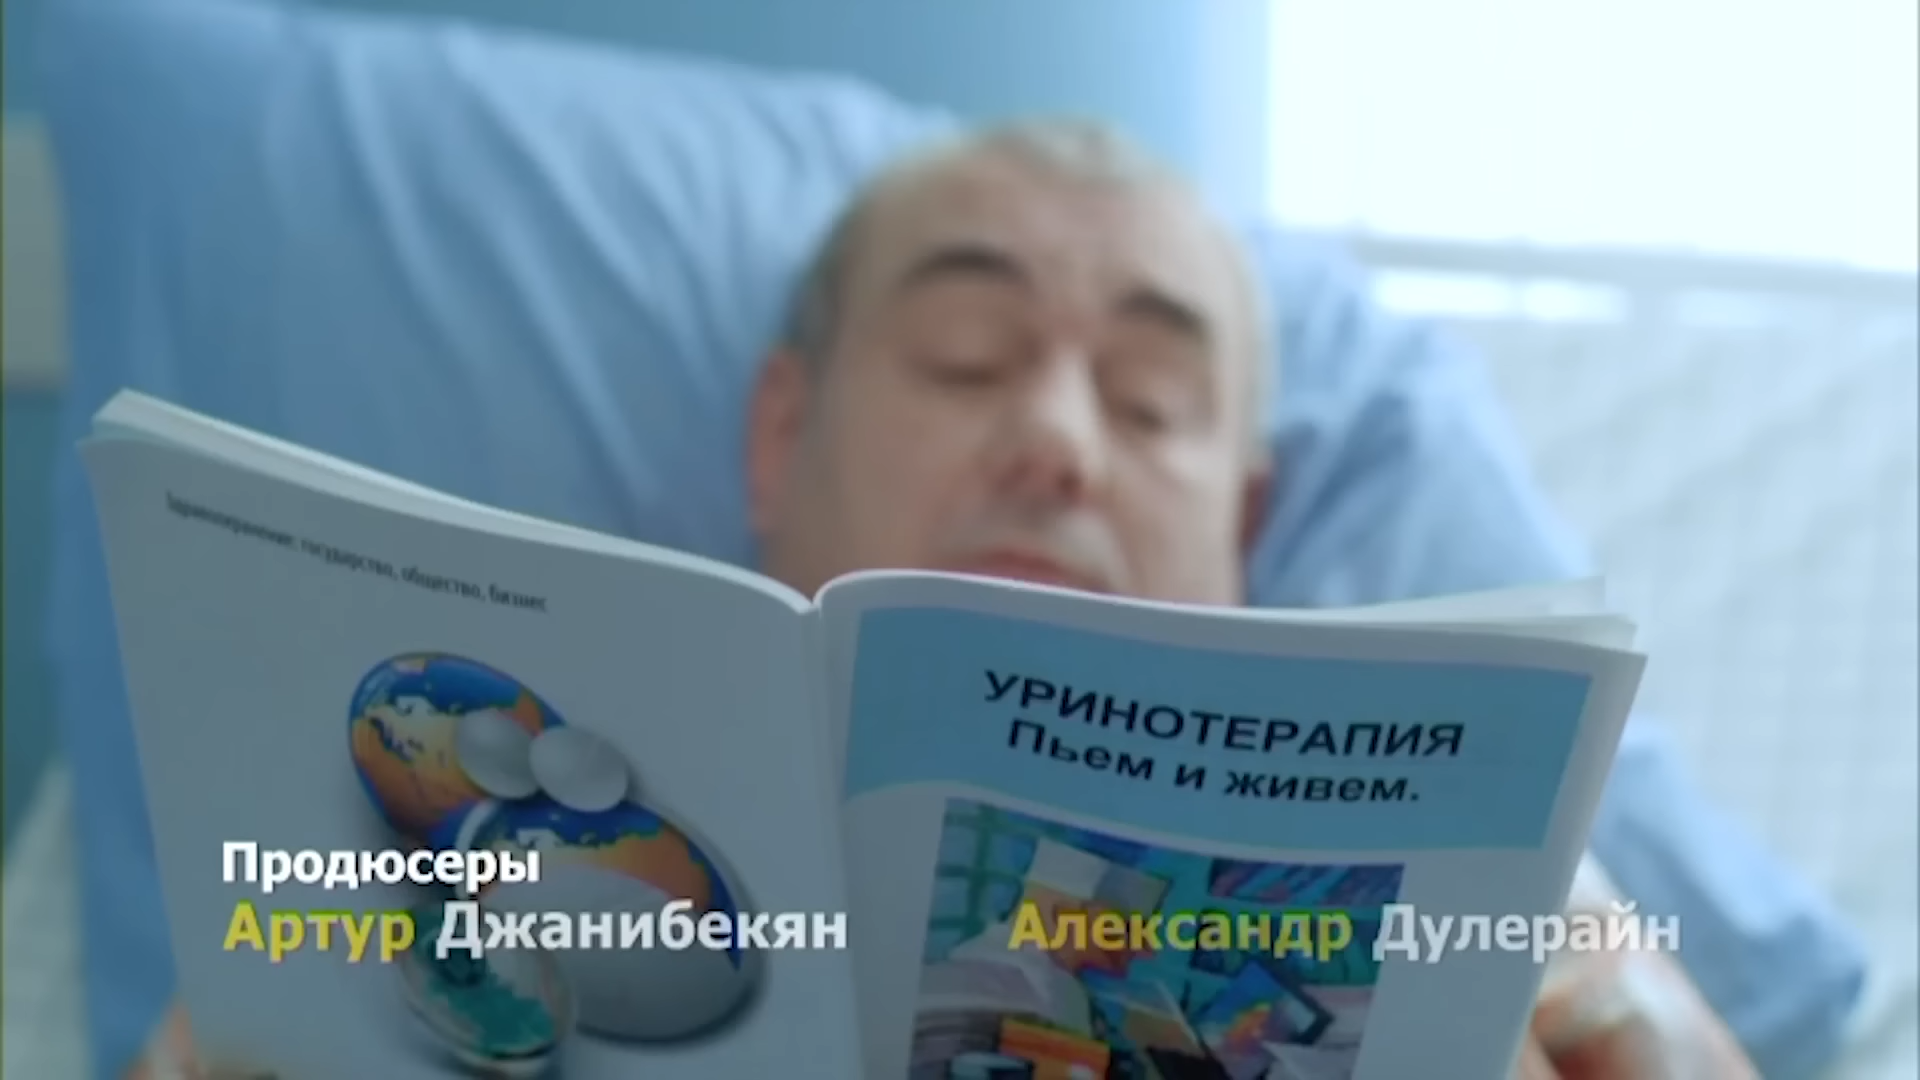 Здравоохранение: государство, общество, бизнес
УРИНОТЕРАПИЯ
Пьем и живем.
Продюсеры
Артур Джанибекян
Александр Дулерайн